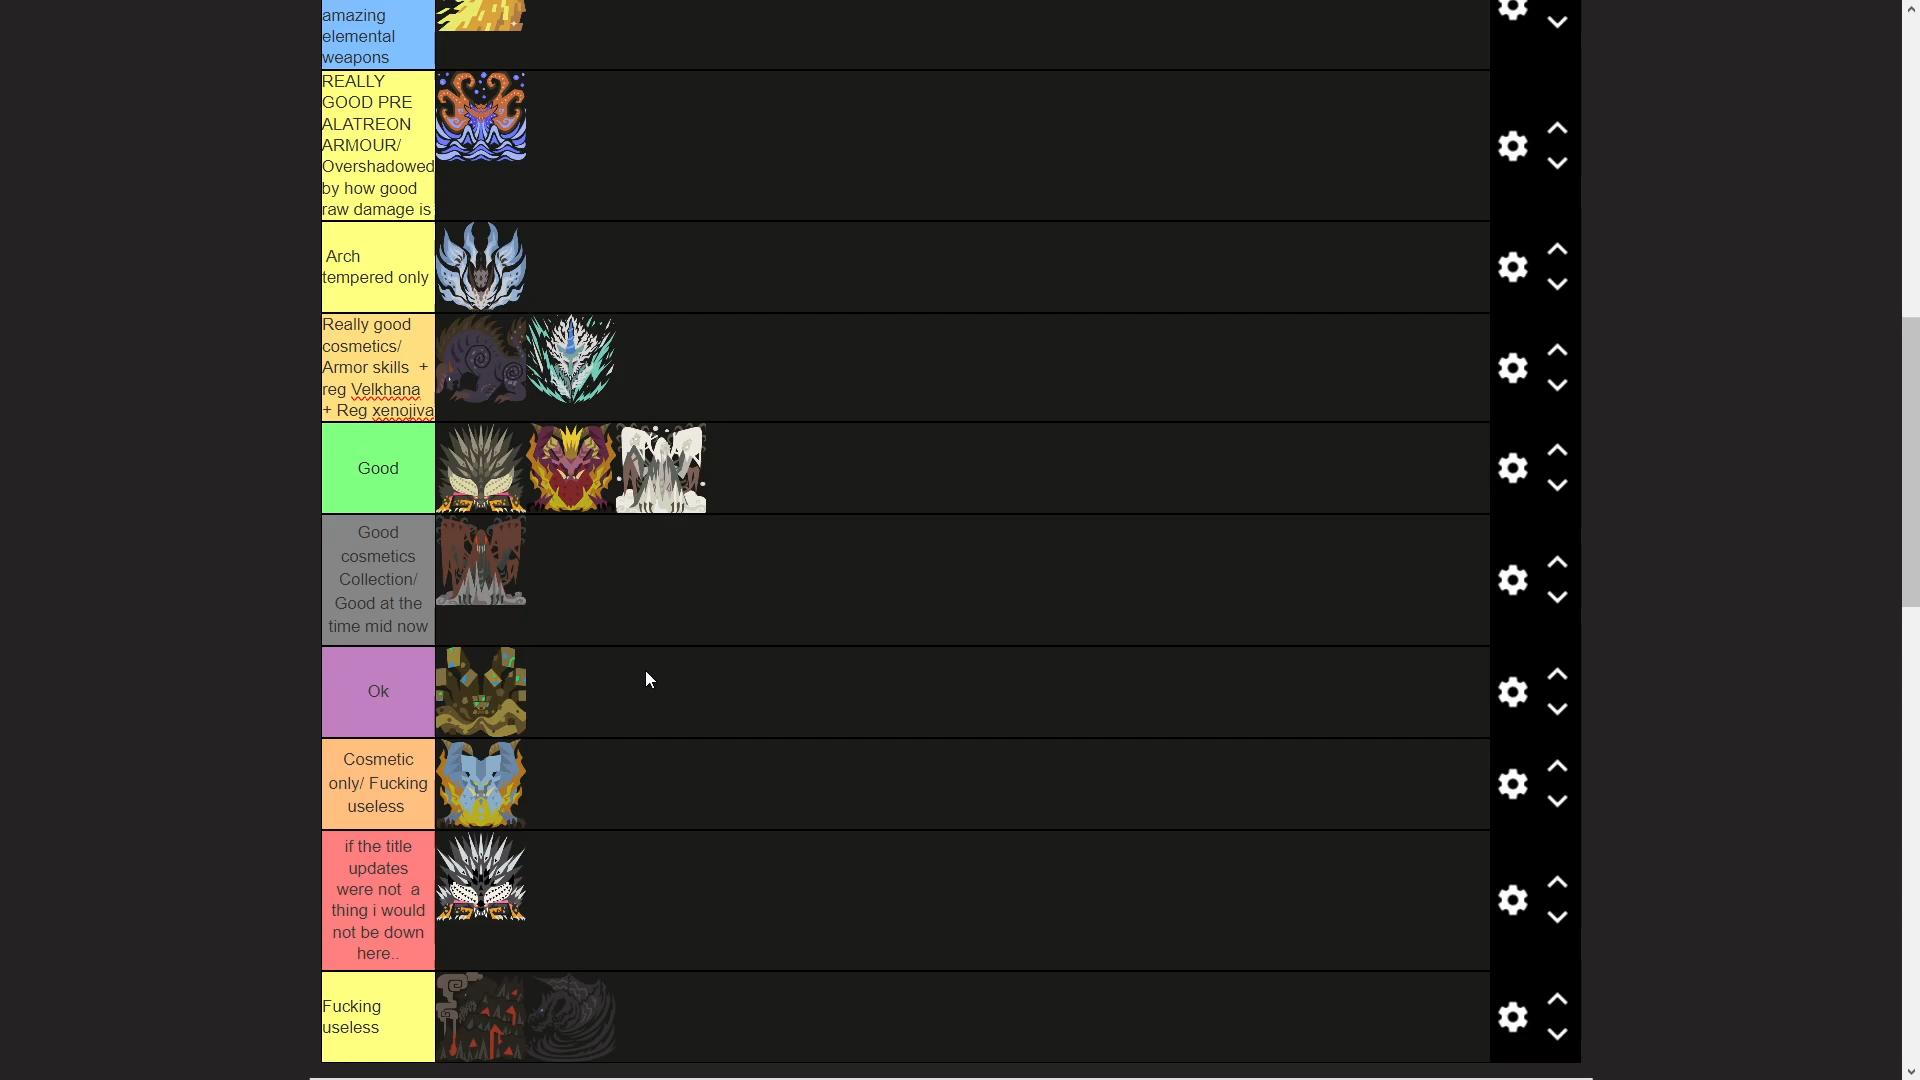 amazing
elemental
weapons
REALLY
GOOD PRE
ALATREON
ARMOUR/
Overshadowed
by how good
raw damage is
Arch
tempered only
Really good
cosmetics/
Armor skills +
reg Velkhana
+ Reg xenojiva
Good
Good
cosmetics
Collection/
Good at the
time mid now
Ok
Cosmetic
only/ Fucking
useless
if the title
updates
were not a
thing i would
not be down
here..
Fucking
useless